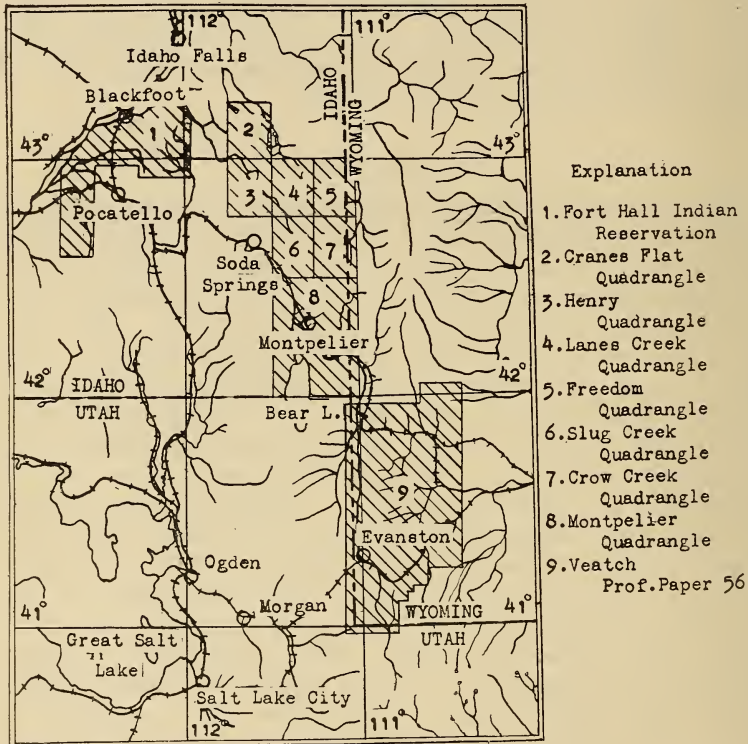 112°
111°
Idaho Falls
IDAHO
WYOMING
Blackfoot
1
2
43°
43°
3
4
5
Pocatello
6
7
Soda
Springs
8
Montpelier
42°
42°
IDAHO
UTAH
Bear L.
9
Evanston
Ogden
Morgan
41°
WYOMING
41°
UTAH
Great Salt
Lake
Salt Lake City
112°
111°
Explanation
1.Fort Hall Indian
Reservation
2.Cranes Flat
Quadrangle
3.Henry
Quadrangle
4.Lanes Creek
Quadrangle
5.Freedom
Quadrangle
6.Slug Creek
Quadrangle
7.Crow Creek
Quadrangle
8.Montpelier
Quadrangle
9.Veatch
Prof.Paper 56